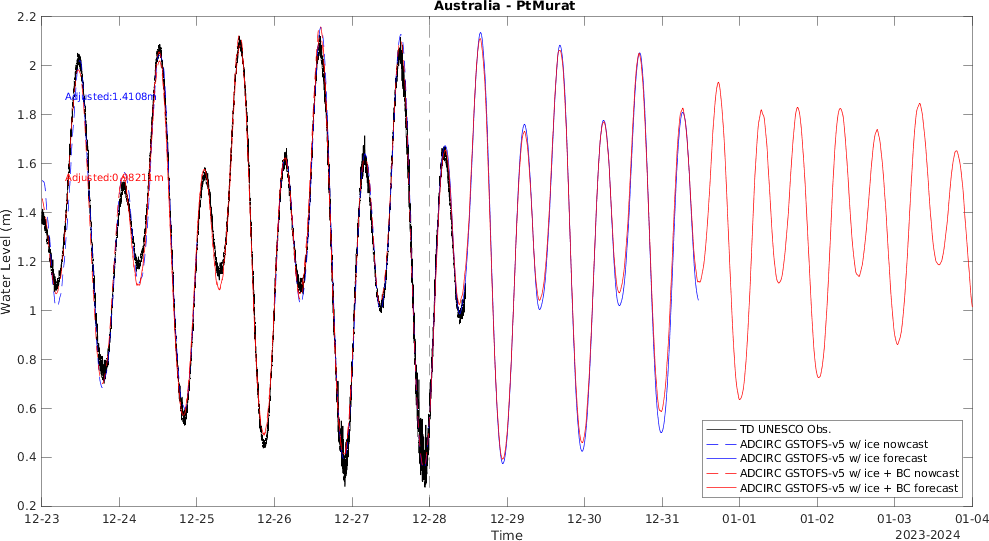 Australia - PtMurat
2.2
2
1.8
1.6
1.4
1.2
1
0.8
0.6
0.4
0.2
Water Level (m)
Adjusted:1.4108m
TD UNESCO Obs.
ADCIRC GSTOFS-v5 w/ ice nowcast
ADCIRC GSTOFS-v5 w/ ice forecast
ADCIRC GSTOFS-v5 w/ ice + BC nowcast
ADCIRC GSTOFS-v5 w/ ice + BC forecast
12-23 12-24 12-25 12-26 12-27 12-28 12-29 12-30 12-31 01-01 01-02 01-03 01-04
Time
2023-2024